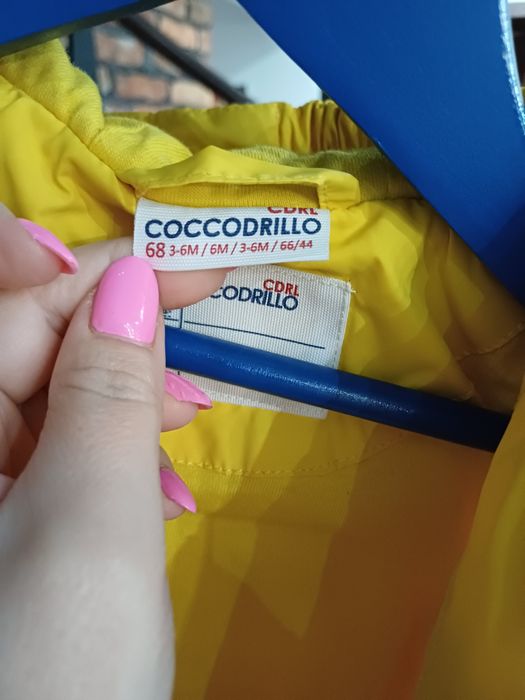 CDRL
COCCODRILLO
68 3-6M / 6M / 3-6M / 66/44
CDRL
CODRILLO